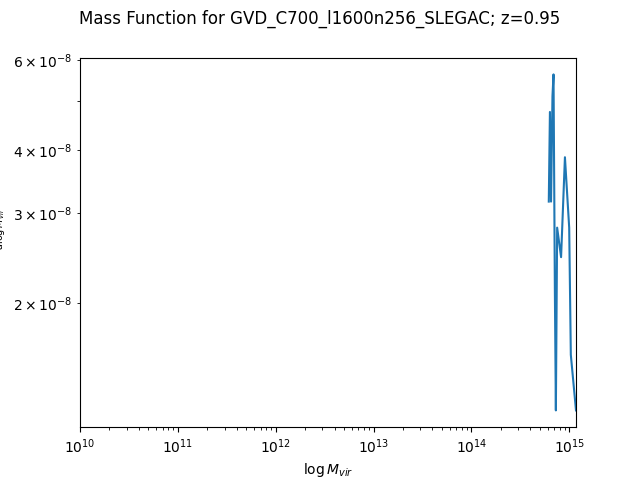 Mass Function for GVD_C700_l1600n256_SLEGAC; z=0.95
6 × 10⁻⁸
4 × 10⁻⁸
3 × 10⁻⁸
2 × 10⁻⁸
10¹⁰ 10¹¹ 10¹² 10¹³ 10¹⁴ 10¹⁵
log M_vir